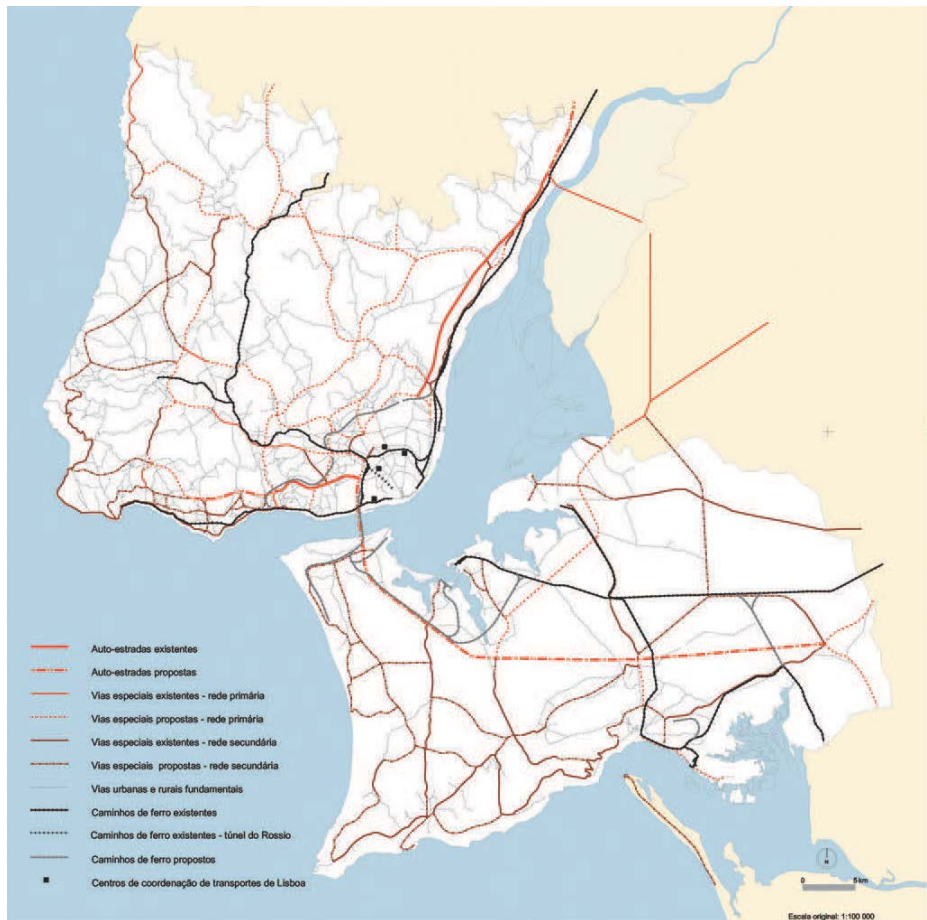 Auto-estradas existentes
Auto-estradas propostas
Vias especiais existentes - rede primária
Vias especiais propostas - rede primária
Vias especiais existentes - rede secundária
Vias especiais propostas - rede secundária
Vias urbanas e rurais fundamentais
Caminhos de ferro existentes
Caminhos de ferro existentes - túnel do Rossio
Caminhos de ferro propostos
Centros de coordenação de transportes de Lisboa
N
0 5 km
Escala original: 1:100 000